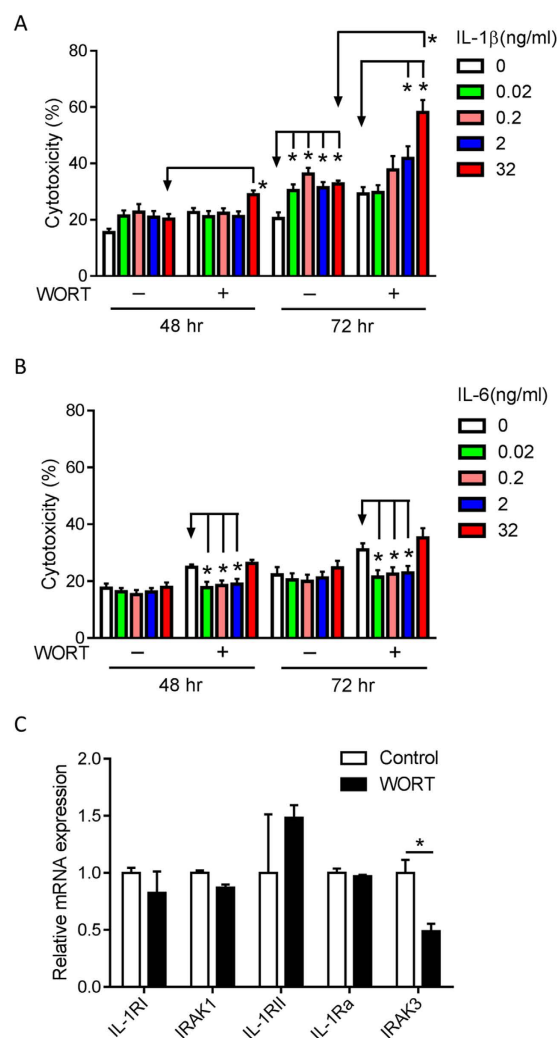 A
IL-1β(ng/ml)
0
0.02
0.2
2
32
Cytotoxicity (%)
80
60
40
20
0
*
* * * *
* *
*
WORT – + – +
48 hr 72 hr
B
IL-6(ng/ml)
0
0.02
0.2
2
32
Cytotoxicity (%)
80
60
40
20
0
* * *
* * *
WORT – + – +
48 hr 72 hr
C
Control
WORT
Relative mRNA expression
2.0
1.5
1.0
0.5
0.0
*
IL-1RI
IRAK1
IL-1RII
IL-1Ra
IRAK3